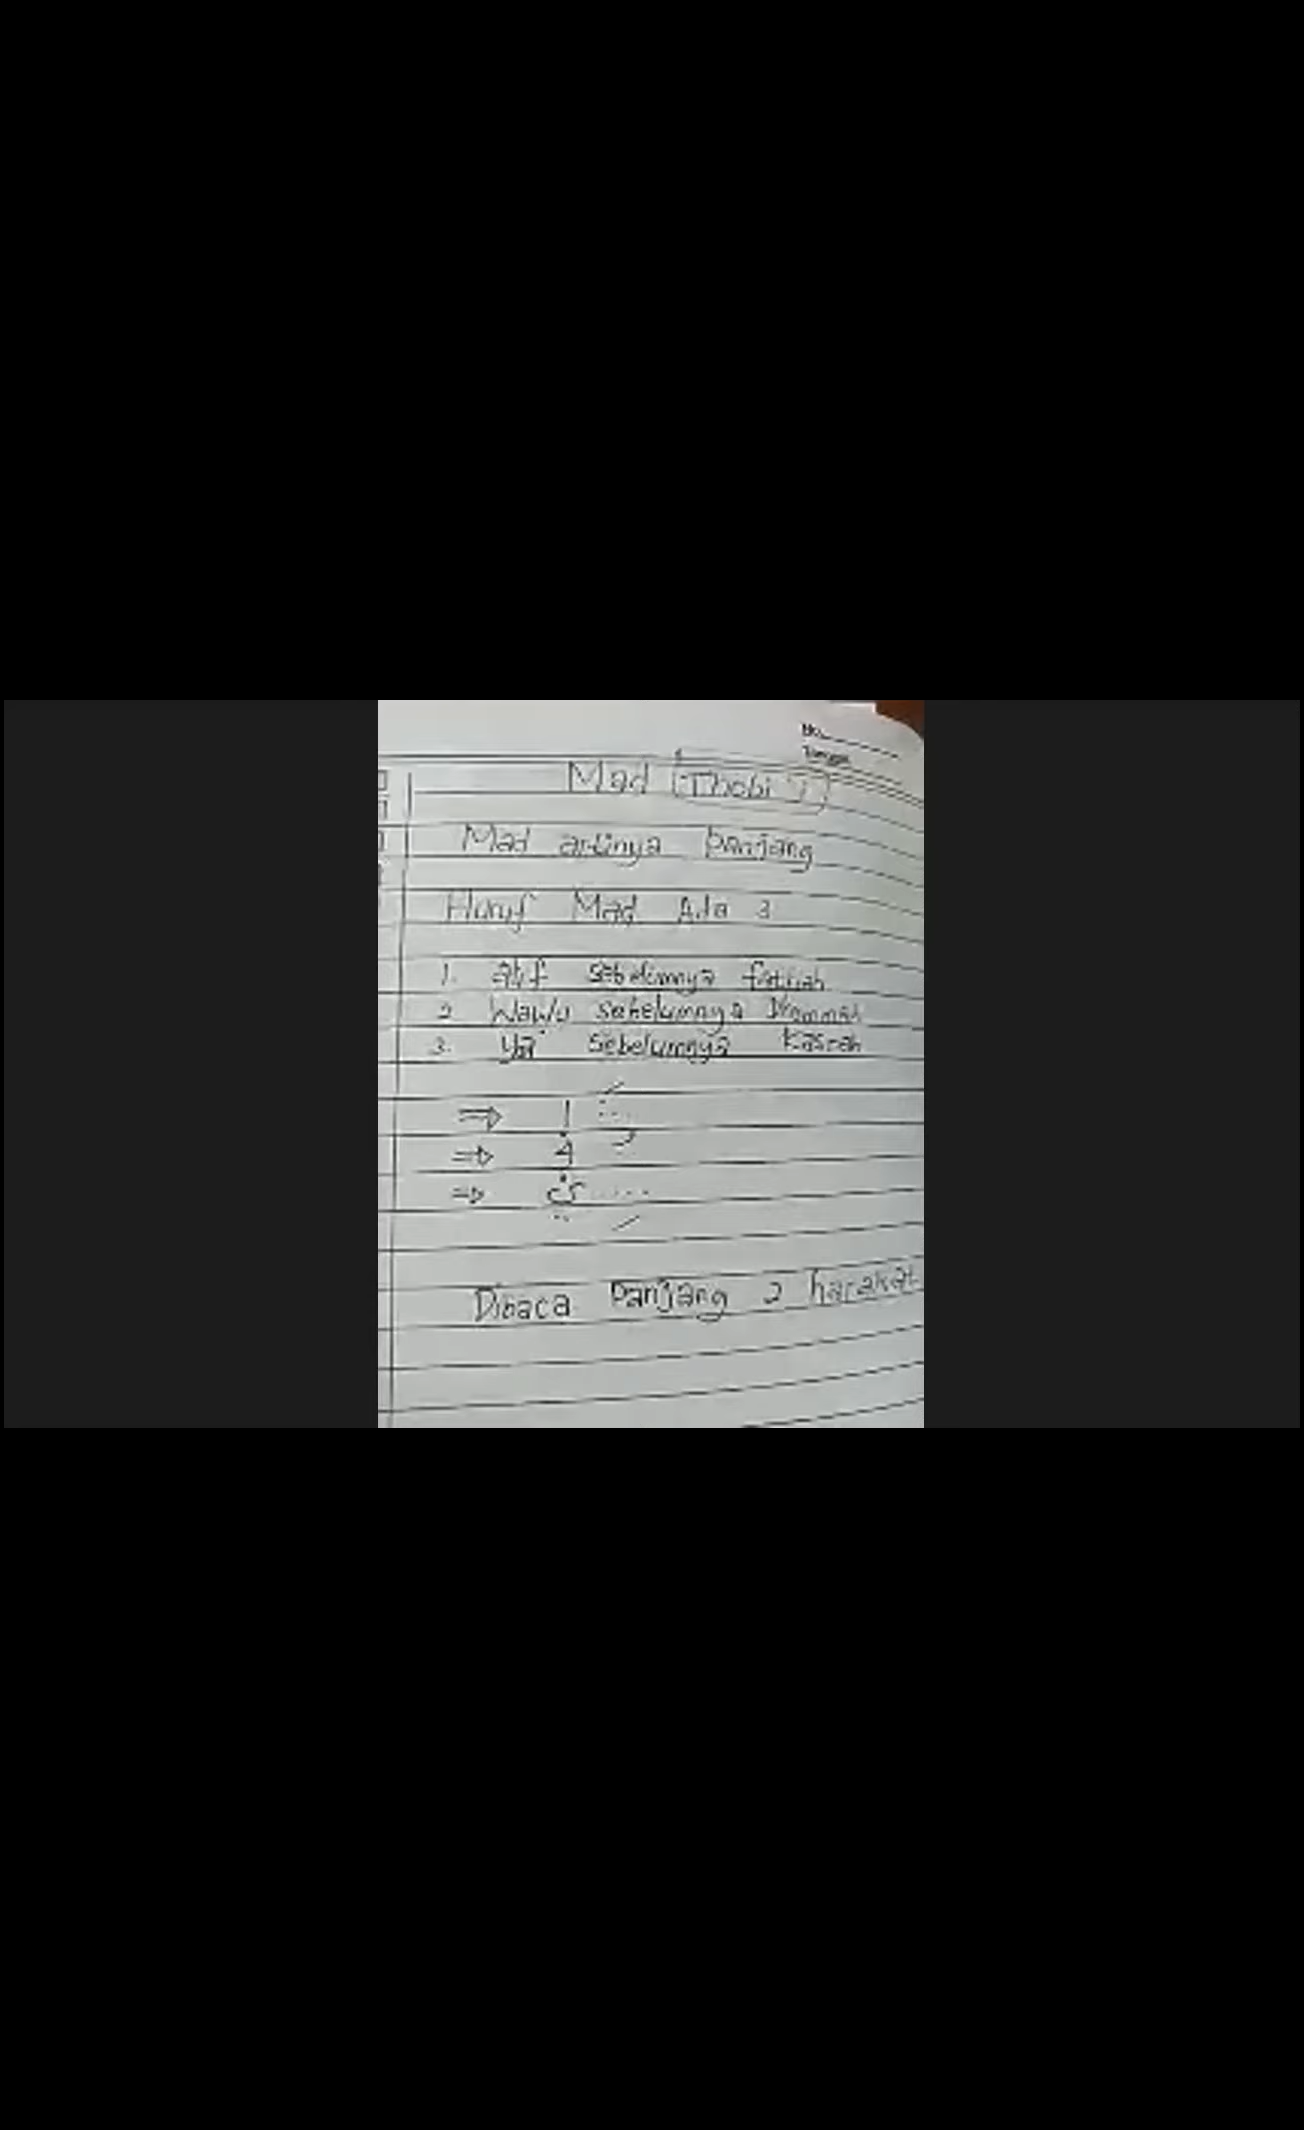 No.
Mad (Thobi'i)
Mad artinya Panjang
Huruf Mad Ada 3
1. alif sebelumnya fathah
2 Wawu sebelumnya Dhommah
3. Ya' sebelumnya Kasrah
⇒ ا
⇒ و
⇒ ي
Dibaca Panjang 2 harakat